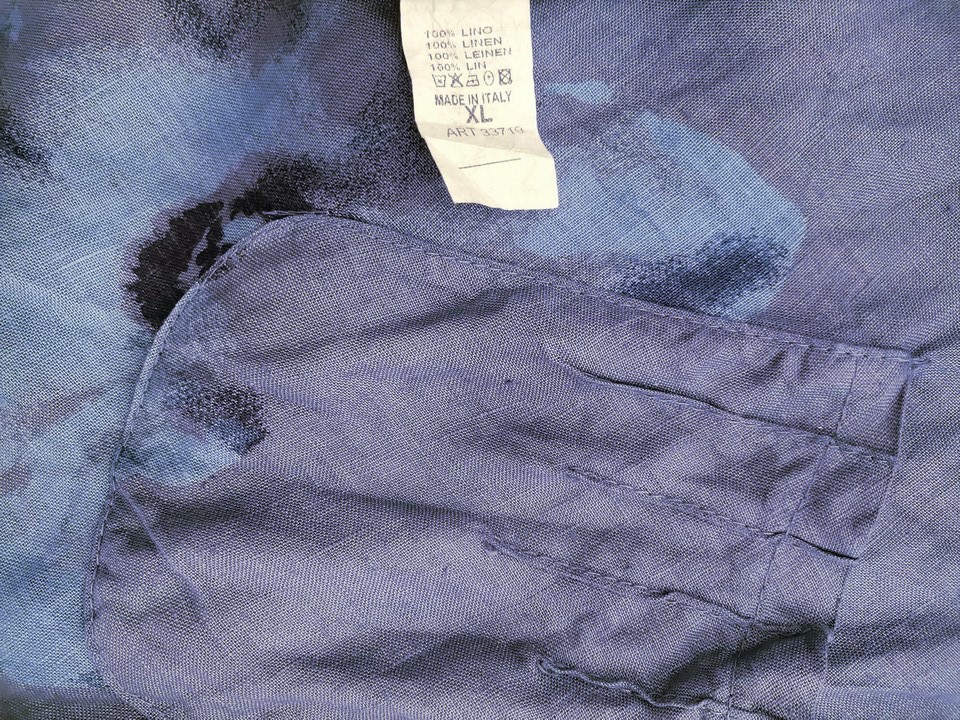 100% LINO
100% LINEN
100% LEINEN
100% LIN
MADE IN ITALY
XL
ART 33719